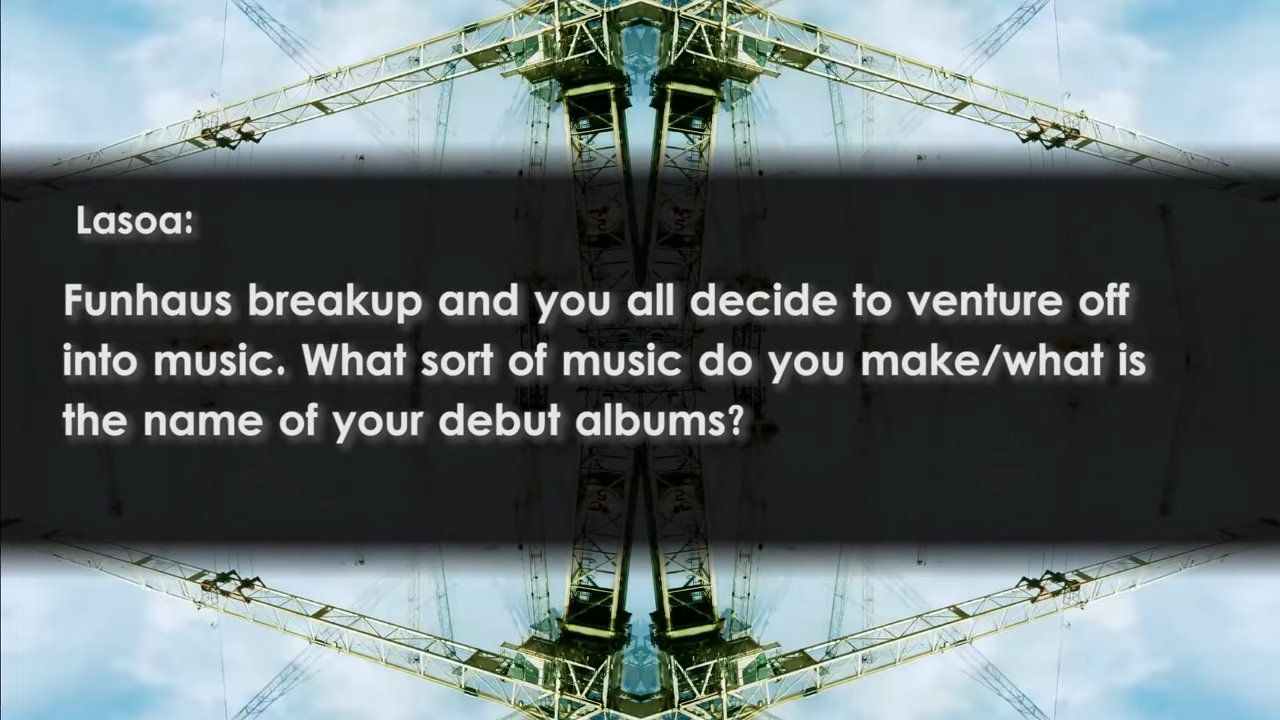 Lasoa:
Funhaus breakup and you all decide to venture off
into music. What sort of music do you make/what is
the name of your debut albums?